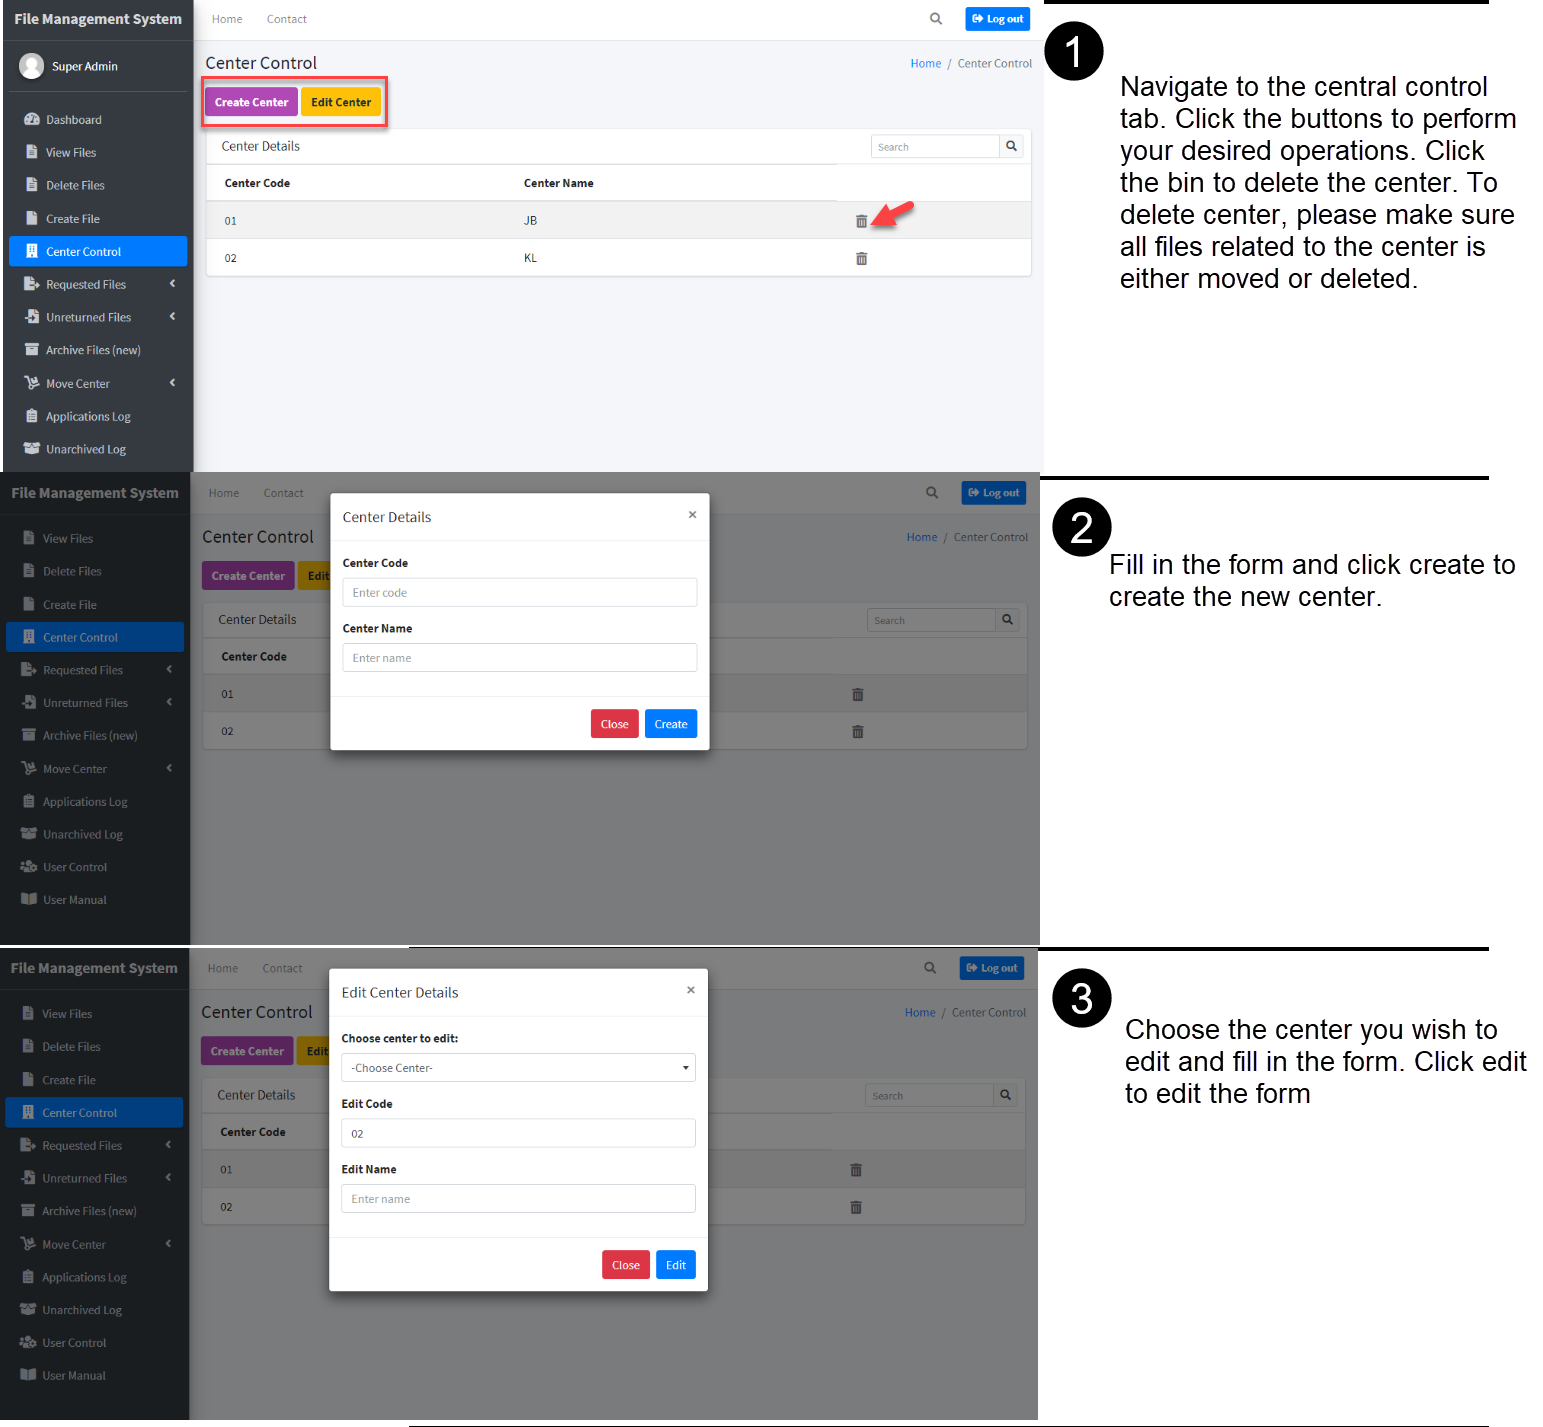 File Management System
Home Contact
Log out
Super Admin
Center Control
Home / Center Control
Create Center Edit Center
Dashboard
View Files
Delete Files
Create File
Center Control
Requested Files
Unreturned Files
Archive Files (new)
Move Center
Applications Log
Unarchived Log
Center Details
Search
Center Code Center Name
01 JB
02 KL
1
Navigate to the central control
tab. Click the buttons to perform
your desired operations. Click
the bin to delete the center. To
delete center, please make sure
all files related to the center is
either moved or deleted.
File Management System
Home Contact
Log out
View Files
Delete Files
Create File
Center Control
Requested Files
Unreturned Files
Archive Files (new)
Move Center
Applications Log
Unarchived Log
User Control
User Manual
Center Control
Home / Center Control
Create Center Edit
Center Details
Search
Center Code
01
02
Center Details ×
Center Code
Enter code
Center Name
Enter name
Close Create
2
Fill in the form and click create to
create the new center.
File Management System
Home Contact
Log out
View Files
Delete Files
Create File
Center Control
Requested Files
Unreturned Files
Archive Files (new)
Move Center
Applications Log
Unarchived Log
User Control
User Manual
Center Control
Home / Center Control
Create Center Edit
Center Details
Search
Center Code
01
02
Edit Center Details ×
Choose center to edit:
-Choose Center-
Edit Code
02
Edit Name
Enter name
Close Edit
3
Choose the center you wish to
edit and fill in the form. Click edit
to edit the form